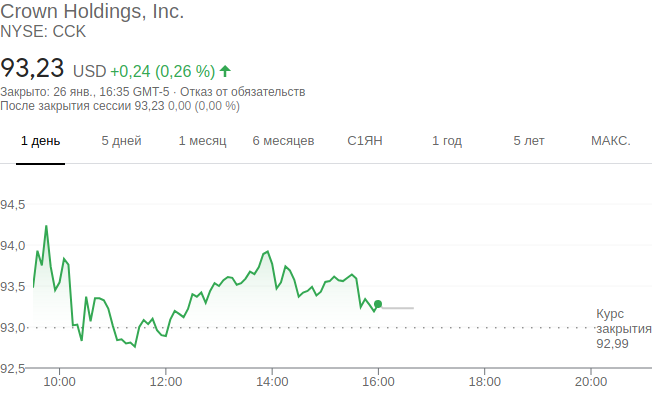 Crown Holdings, Inc.
NYSE: CCK
93,23 USD +0,24 (0,26 %)
Закрыто: 26 янв., 16:35 GMT-5 · Отказ от обязательств
После закрытия сессии 93,23 0,00 (0,00 %)
1 день 5 дней 1 месяц 6 месяцев С1ЯН 1 год 5 лет МАКС.
94,5
94,0
93,5
93,0
92,5
Курс
закрытия
92,99
10:00 12:00 14:00 16:00 18:00 20:00